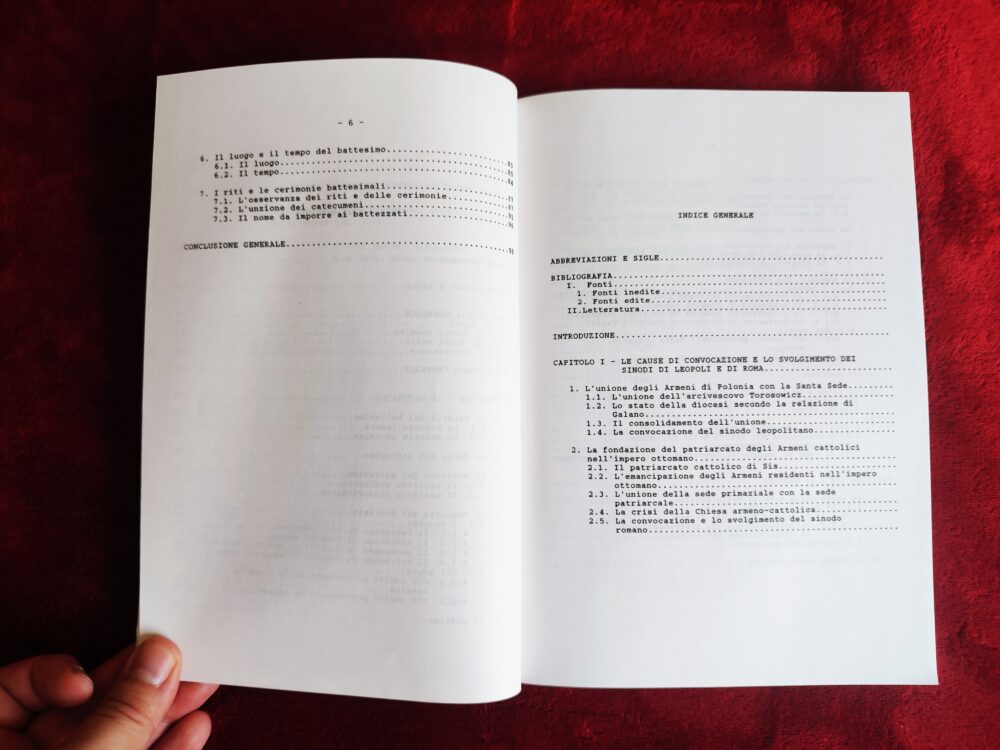 - 6 -
6. Il luogo e il tempo del battesimo........................
6.1. Il luogo........................................
6.2. Il tempo........................................84
7. I riti e le cerimonie battesimali........................
7.1. L'osservanza dei riti e delle cerimonie............87
7.2. L'unzione dei catecumeni...........................
7.3. Il nome da imporre ai battezzati...................
CONCLUSIONE GENERALE........................................
INDICE GENERALE
ABBREVIAZIONI E SIGLE.......................................
BIBLIOGRAFIA................................................
I. Fonti....................................................
1. Fonti inedite............................................
2. Fonti edite..............................................
II.Letteratura..............................................
INTRODUZIONE................................................
CAPITOLO I - LE CAUSE DI CONVOCAZIONE E LO SVOLGIMENTO DEI
SINODI DI LEOPOLI E DI ROMA.........................
1. L'unione degli Armeni di Polonia con la Santa Sede.........
1.1. L'unione dell'arcivescovo Torosowicz...................
1.2. Lo stato della diocesi secondo la relazione di
Galano..............................................
1.3. Il consolidamento dell'unione..........................
1.4. La convocazione del sinodo leopolitano.................
2. La fondazione del patriarcato degli Armeni cattolici
nell'impero ottomano........................................
2.1. Il patriarcato cattolico di Sis........................
2.2. L'emancipazione degli Armeni residenti nell'impero
ottomano............................................
2.3. L'unione della sede primaziale con la sede
patriarcale.........................................
2.4. La crisi della Chiesa armeno-cattolica.................
2.5. La convocazione e lo svolgimento del sinodo
romano..............................................